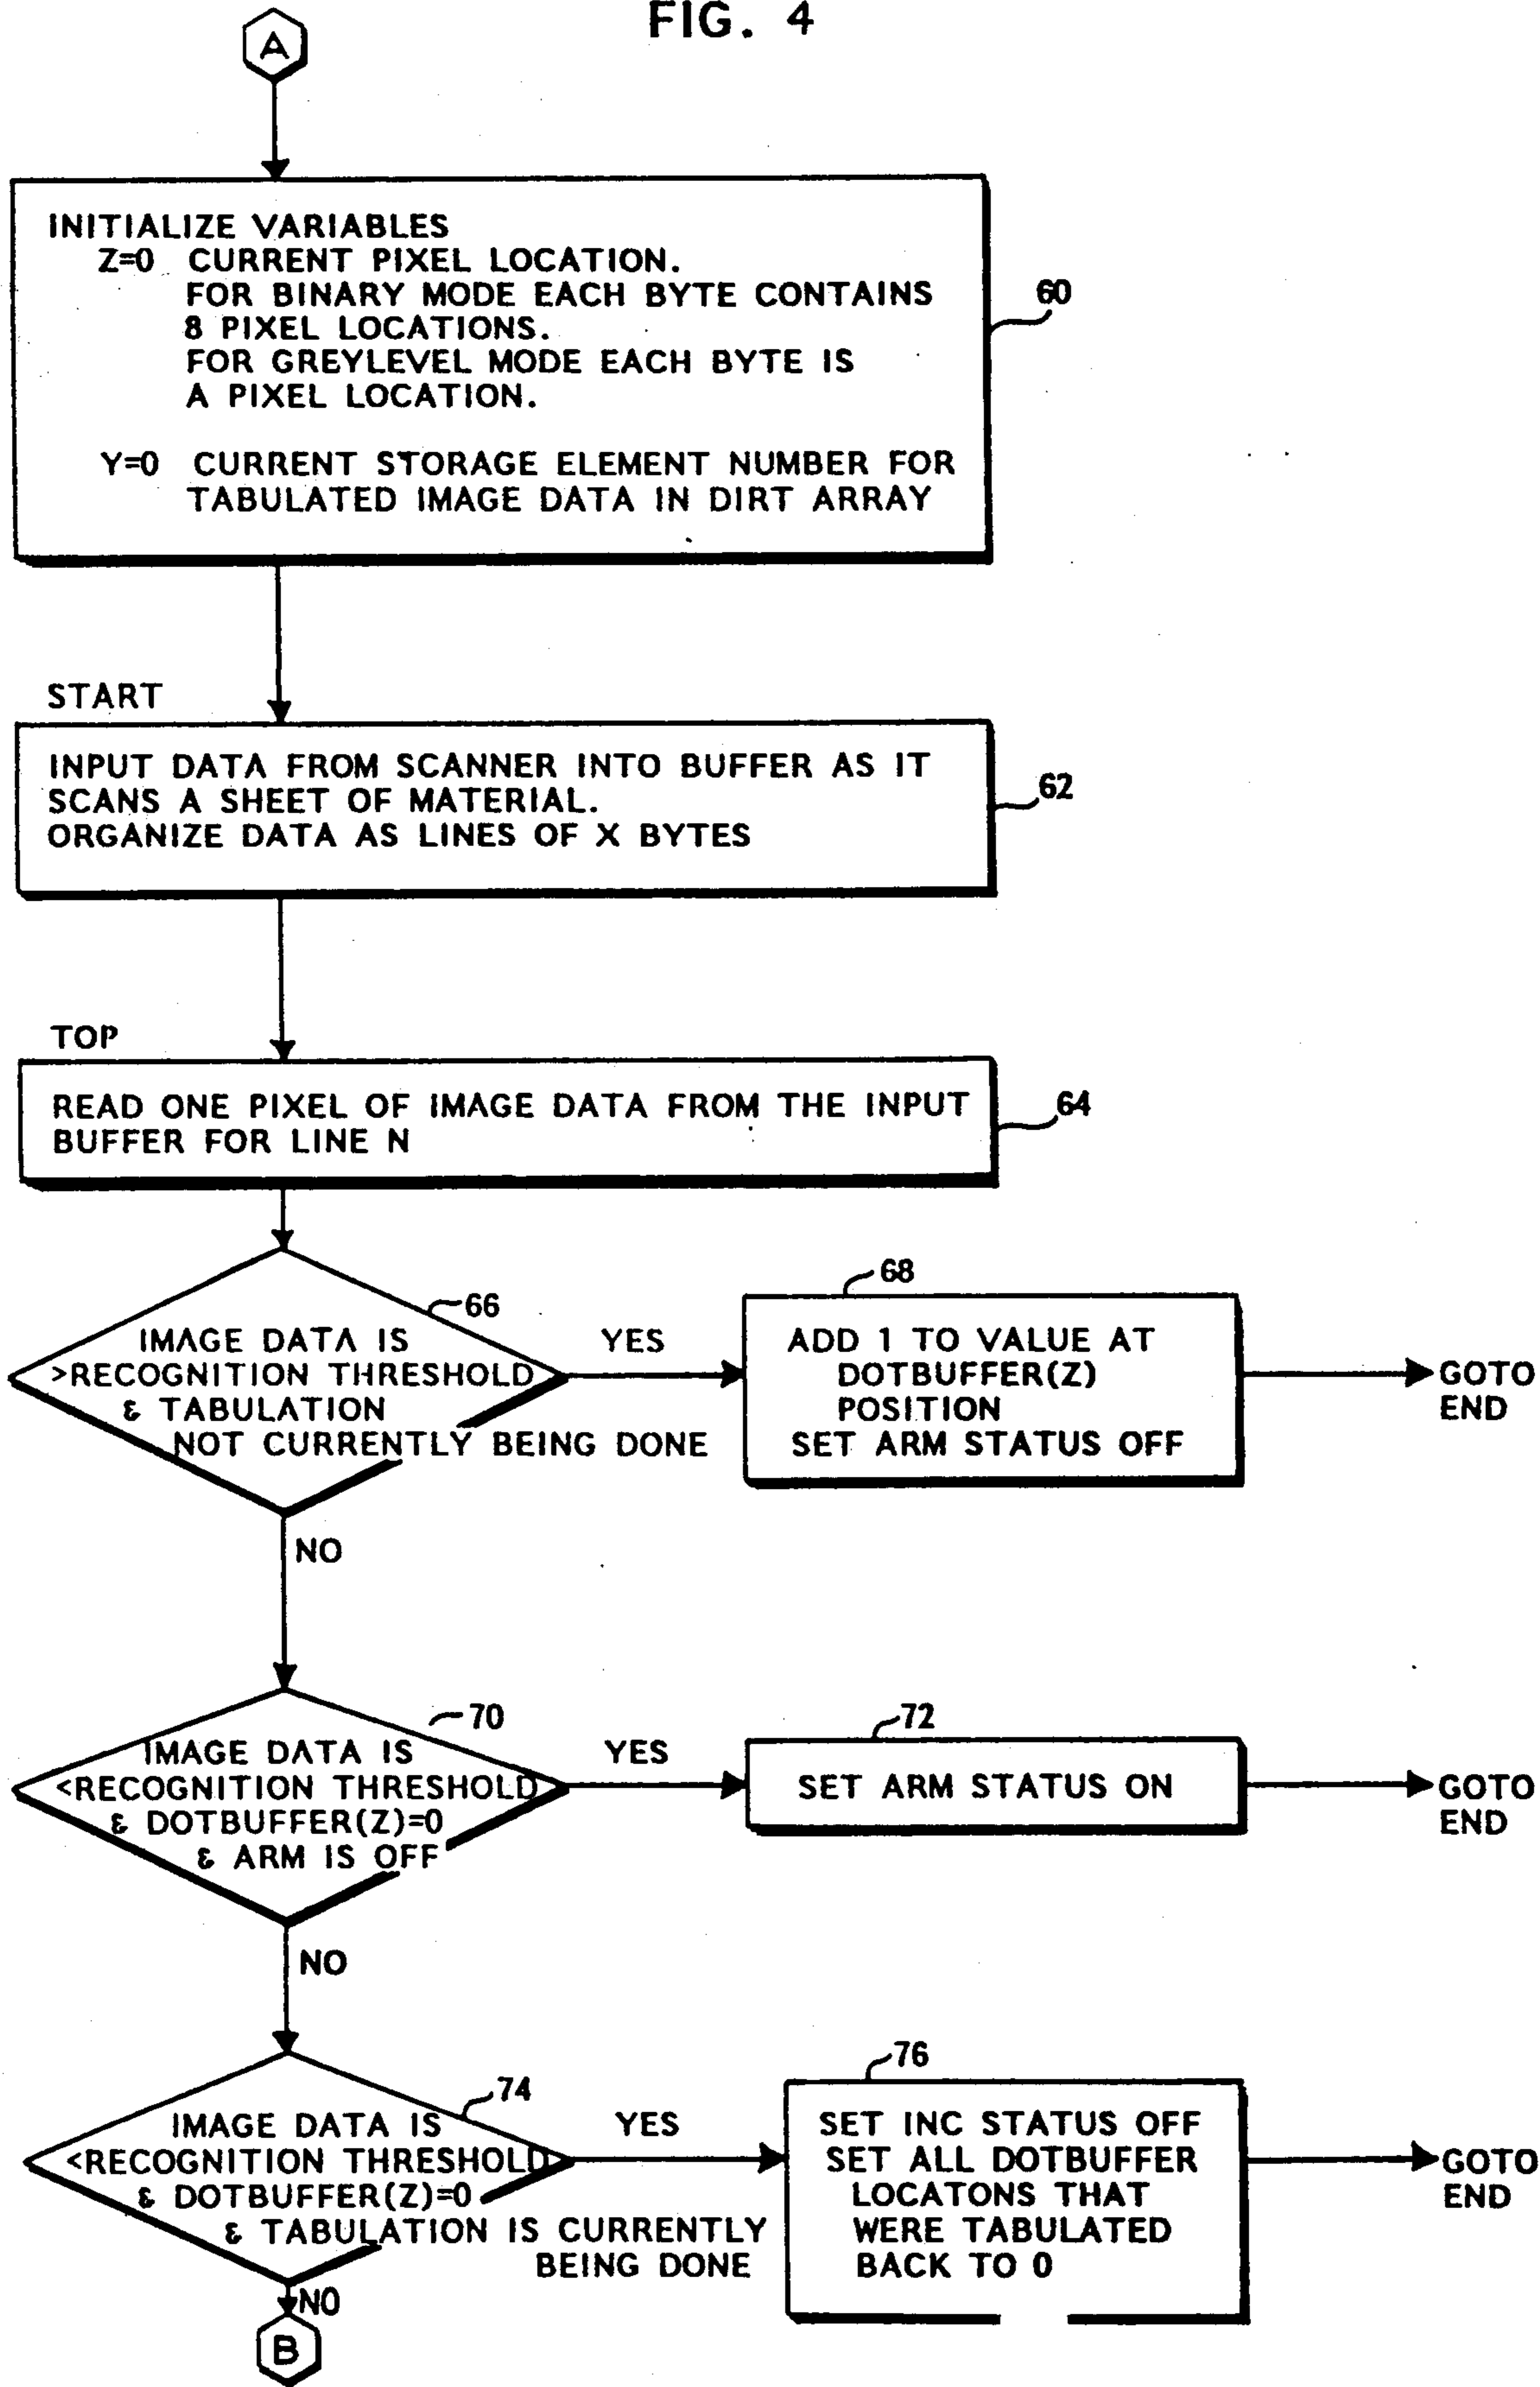 FIG. 4
A
INITIALIZE VARIABLES
Z=0 CURRENT PIXEL LOCATION.
FOR BINARY MODE EACH BYTE CONTAINS
8 PIXEL LOCATIONS.
FOR GREYLEVEL MODE EACH BYTE IS
A PIXEL LOCATION.
60
Y=0 CURRENT STORAGE ELEMENT NUMBER FOR
TABULATED IMAGE DATA IN DIRT ARRAY
START
INPUT DATA FROM SCANNER INTO BUFFER AS IT
SCANS A SHEET OF MATERIAL.
ORGANIZE DATA AS LINES OF X BYTES
62
TOP
READ ONE PIXEL OF IMAGE DATA FROM THE INPUT
BUFFER FOR LINE N
64
66
IMAGE DATA IS
>RECOGNITION THRESHOLD
& TABULATION
NOT CURRENTLY BEING DONE
YES
68
ADD 1 TO VALUE AT
DOTBUFFER(Z)
POSITION
SET ARM STATUS OFF
GOTO
END
NO
70
IMAGE DATA IS
<RECOGNITION THRESHOLD
& DOTBUFFER(Z)=0
& ARM IS OFF
YES
72
SET ARM STATUS ON
GOTO
END
NO
74
IMAGE DATA IS
<RECOGNITION THRESHOLD
& DOTBUFFER(Z)=0
& TABULATION IS CURRENTLY
BEING DONE
YES
76
SET INC STATUS OFF
SET ALL DOTBUFFER
LOCATONS THAT
WERE TABULATED
BACK TO 0
GOTO
END
NO
B